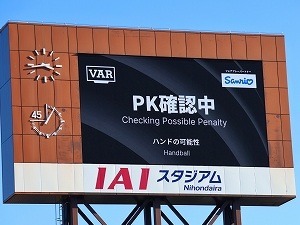 VAR
Sanrio
PK確認中
Checking Possible Penalty
ハンドの可能性
Handball
45
IAI スタジアム
Nihondaira